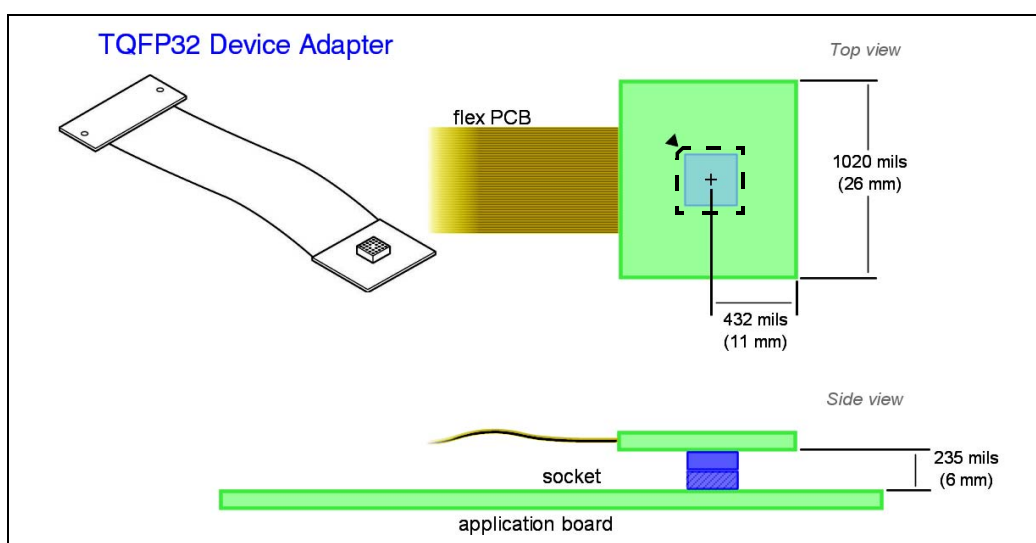 TQFP32 Device Adapter
Top view
flex PCB
1020 mils
(26 mm)
432 mils
(11 mm)
Side view
235 mils
(6 mm)
socket
application board